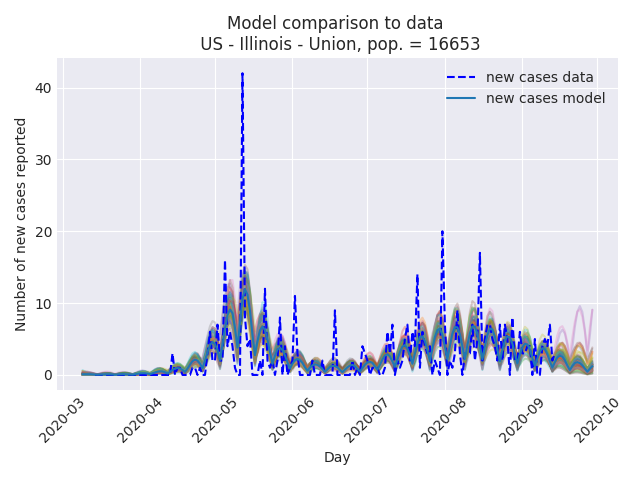 Model comparison to data
US - Illinois - Union, pop. = 16653
new cases data
new cases model
Number of new cases reported
40
30
20
10
0
2020-03
2020-04
2020-05
2020-06
2020-07
2020-08
2020-09
2020-10
Day